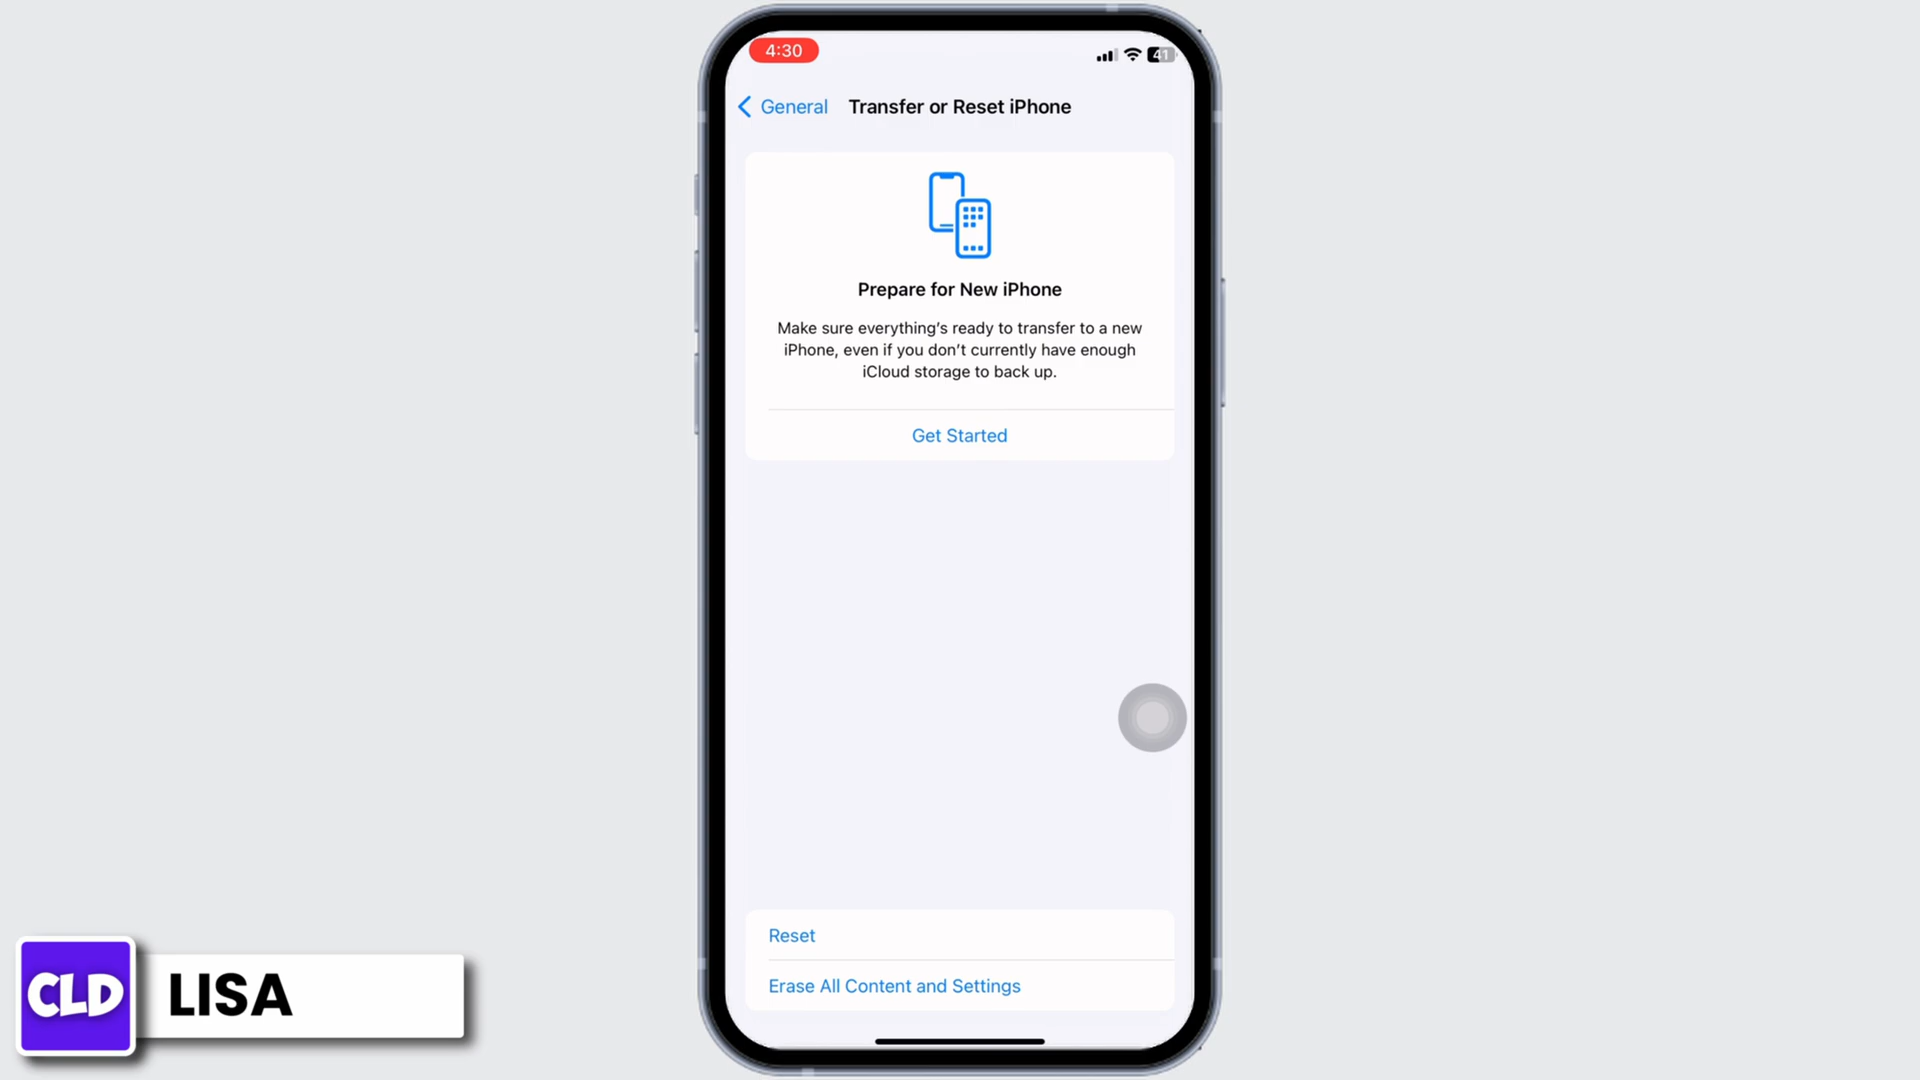 4:30
41
General
Transfer or Reset iPhone
Prepare for New iPhone
Make sure everything's ready to transfer to a new
iPhone, even if you don't currently have enough
iCloud storage to back up.
Get Started
Reset
Erase All Content and Settings
CLD
LISA